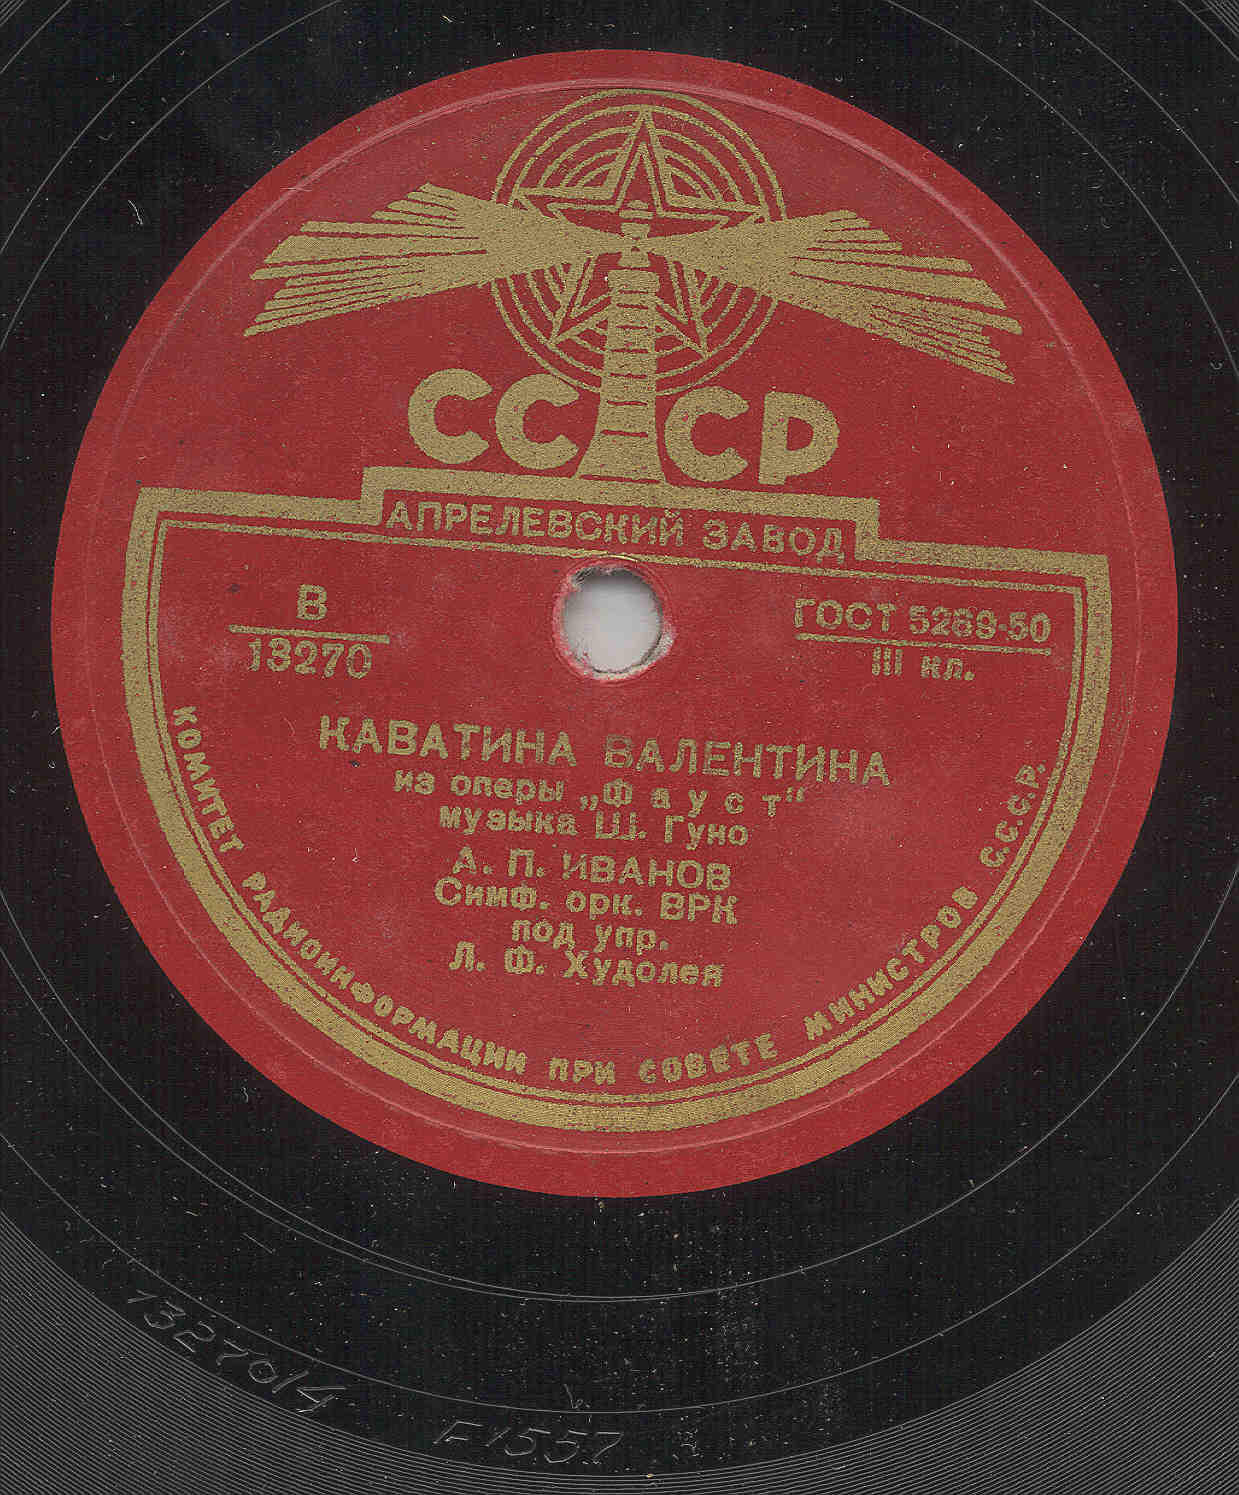 СССР
АПРЕЛЕВСКИЙ ЗАВОД
В
13270
ГОСТ 5289-50
III кл.
КАВАТИНА ВАЛЕНТИНА
из оперы „Фауст“
музыка Ш. Гуно
А. П. ИВАНОВ
Симф. орк. ВРК
под упр.
Л. Ф. Худолея
КОМИТЕТ РАДИОИНФОРМАЦИИ ПРИ СОВЕТЕ МИНИСТРОВ С.С.С.Р.
13270/4